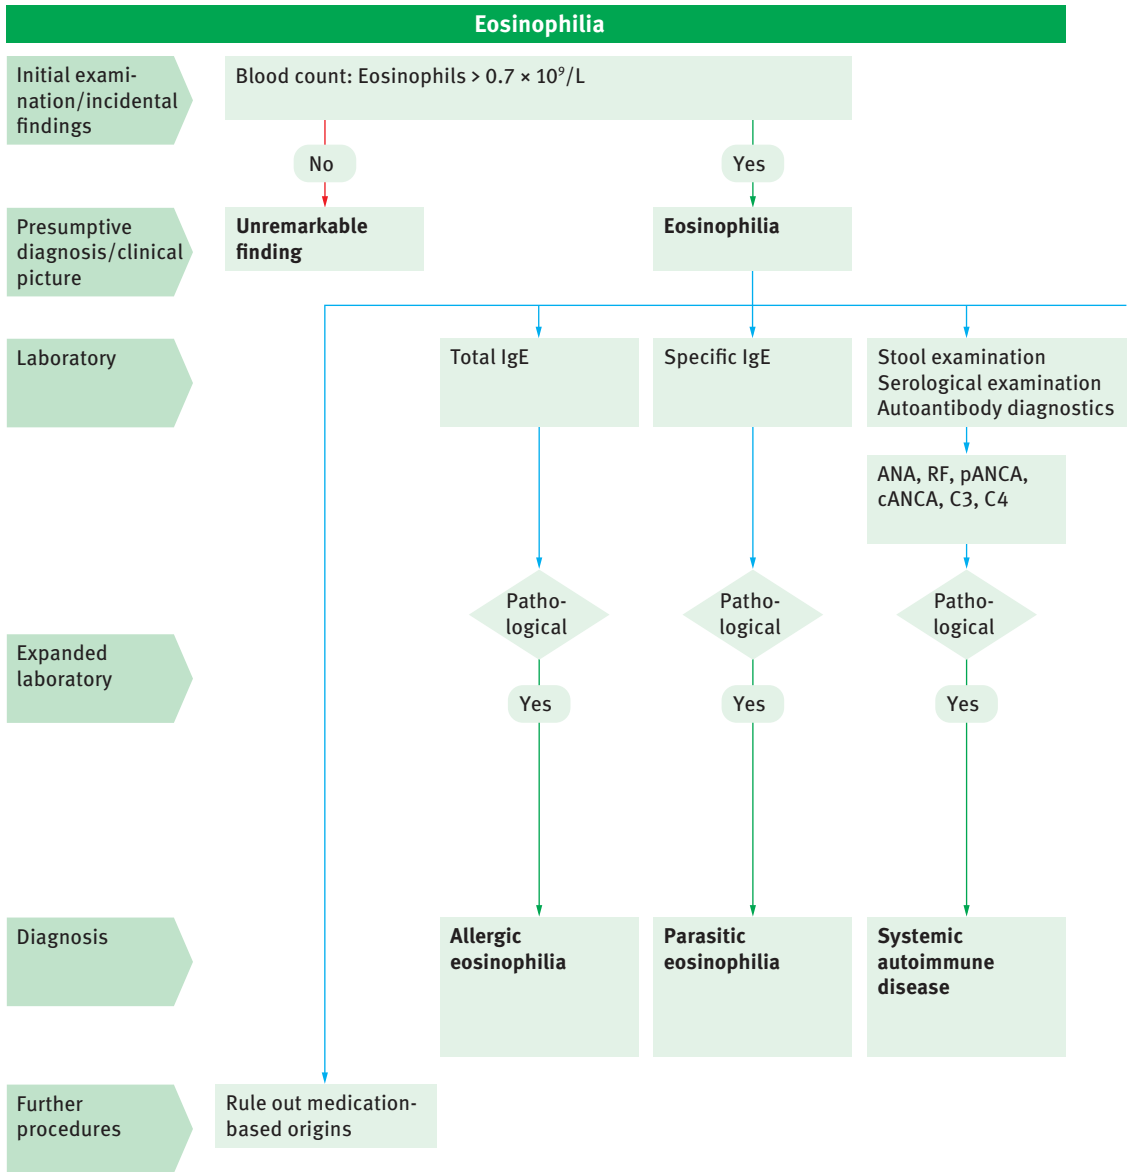 Eosinophilia
Initial exami-
nation/incidental
findings
Blood count: Eosinophils > 0.7 × 10⁹/L
No
Yes
Presumptive
diagnosis/clinical
picture
Unremarkable
finding
Eosinophilia
Laboratory
Total IgE
Specific IgE
Stool examination
Serological examination
Autoantibody diagnostics
ANA, RF, pANCA,
cANCA, C3, C4
Expanded
laboratory
Patho-
logical
Patho-
logical
Patho-
logical
Yes
Yes
Yes
Diagnosis
Allergic
eosinophilia
Parasitic
eosinophilia
Systemic
autoimmune
disease
Further
procedures
Rule out medication-
based origins